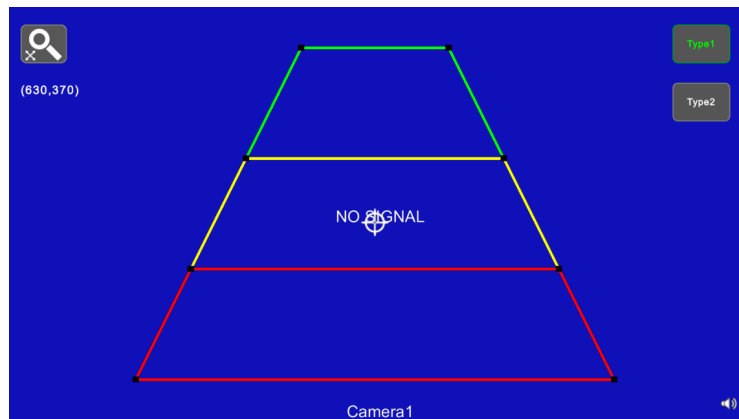 Type1
(630,370)
Type2
NO SIGNAL
Camera1